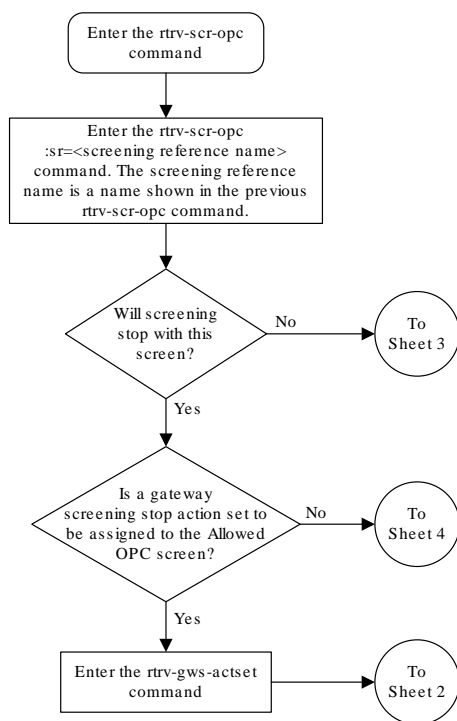 Enter the rtrv-scr-opc
command
Enter the rtrv-scr-opc
:sr=<screening reference name>
command. The screening reference
name is a name shown in the previous
rtrv-scr-opc command.
Will screening
stop with this
screen?
No
To
Sheet 3
Yes
Is a gateway
screening stop action set to
be assigned to the Allowed
OPC screen?
No
To
Sheet 4
Yes
Enter the rtrv-gws-actset
command
To
Sheet 2